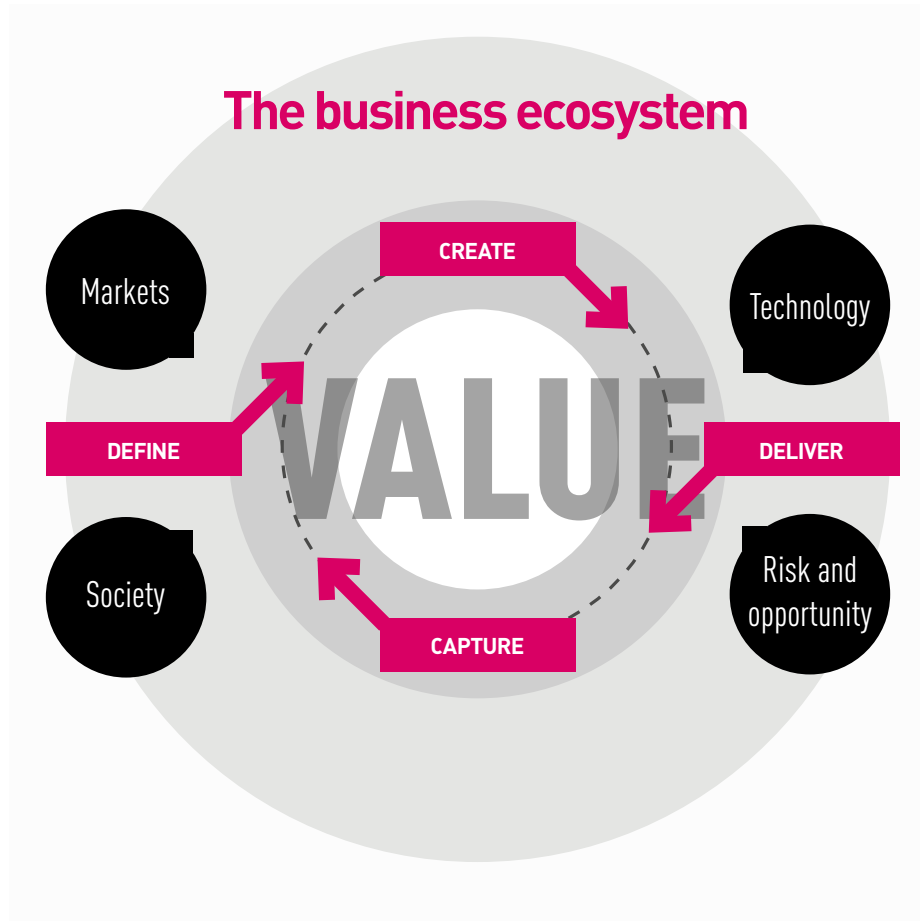 The business ecosystem
CREATE
Markets
Technology
VALUE
DEFINE
DELIVER
Society
Risk and
opportunity
CAPTURE